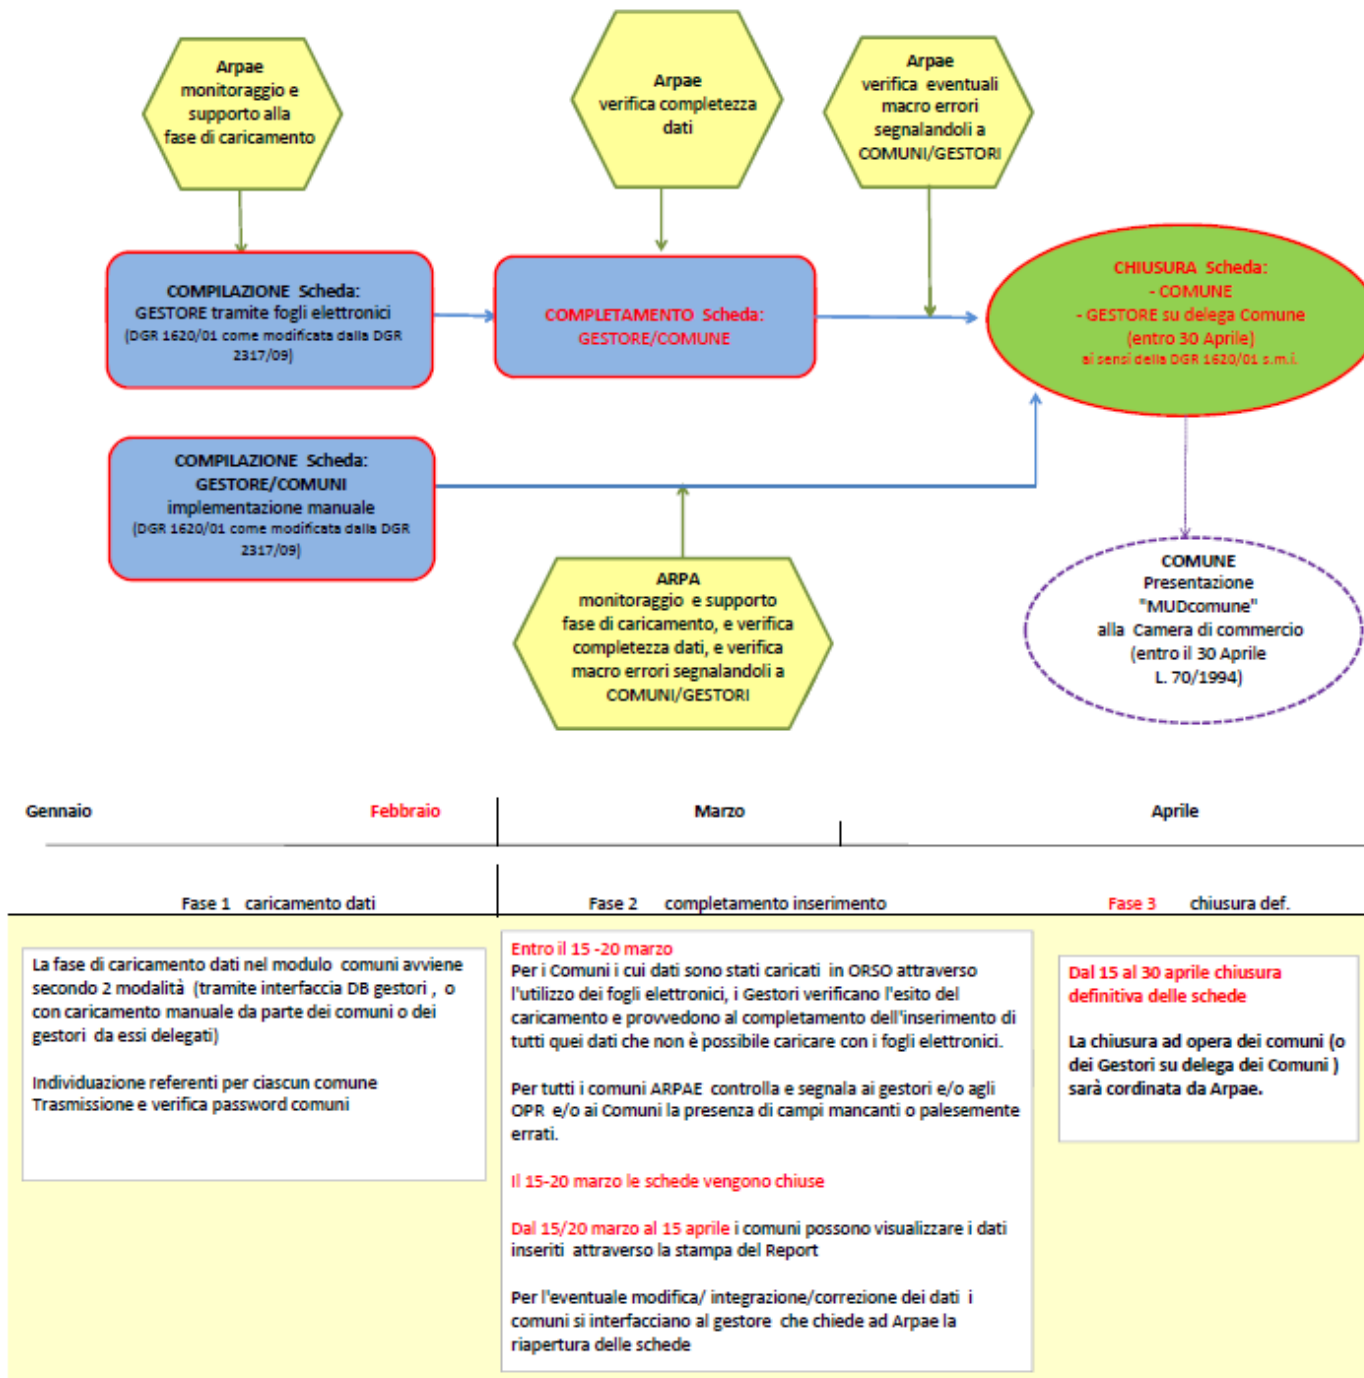 Arpae
monitoraggio e
supporto alla
fase di caricamento
Arpae
verifica completezza
dati
Arpae
verifica eventuali
macro errori
segnalandoli a
COMUNI/GESTORI
COMPILAZIONE Scheda:
GESTORE tramite fogli elettronici
(DGR 1620/01 come modificata dalla DGR
2317/09)
COMPLETAMENTO Scheda:
GESTORE/COMUNE
CHIUSURA Scheda:
- COMUNE
- GESTORE su delega Comune
(entro 30 Aprile)
ai sensi della DGR 1620/01 s.m.i.
COMPILAZIONE Scheda:
GESTORE/COMUNI
implementazione manuale
(DGR 1620/01 come modificata dalla DGR
2317/09)
ARPA
monitoraggio e supporto
fase di caricamento, e verifica
completezza dati, e verifica
macro errori segnalandoli a
COMUNI/GESTORI
COMUNE
Presentazione
"MUDcomune"
alla Camera di commercio
(entro il 30 Aprile
L. 70/1994)
Gennaio Febbraio Marzo Aprile
Fase 1 caricamento dati
Fase 2 completamento inserimento
Fase 3 chiusura def.
La fase di caricamento dati nel modulo comuni avviene
secondo 2 modalità (tramite interfaccia DB gestori , o
con caricamento manuale da parte dei comuni o dei
gestori da essi delegati)
Individuazione referenti per ciascun comune
Trasmissione e verifica password comuni
Entro il 15 -20 marzo
Per i Comuni i cui dati sono stati caricati in ORSO attraverso
l'utilizzo dei fogli elettronici, i Gestori verificano l'esito del
caricamento e provvedono al completamento dell'inserimento di
tutti quei dati che non è possibile caricare con i fogli elettronici.
Per tutti i comuni ARPAE controlla e segnala ai gestori e/o agli
OPR e/o ai Comuni la presenza di campi mancanti o palesemente
errati.
Il 15-20 marzo le schede vengono chiuse
Dal 15/20 marzo al 15 aprile i comuni possono visualizzare i dati
inseriti attraverso la stampa del Report
Per l'eventuale modifica/ integrazione/correzione dei dati i
comuni si interfacciano al gestore che chiede ad Arpae la
riapertura delle schede
Dal 15 al 30 aprile chiusura
definitiva delle schede
La chiusura ad opera dei comuni (o
dei Gestori su delega dei Comuni )
sarà cordinata da Arpae.